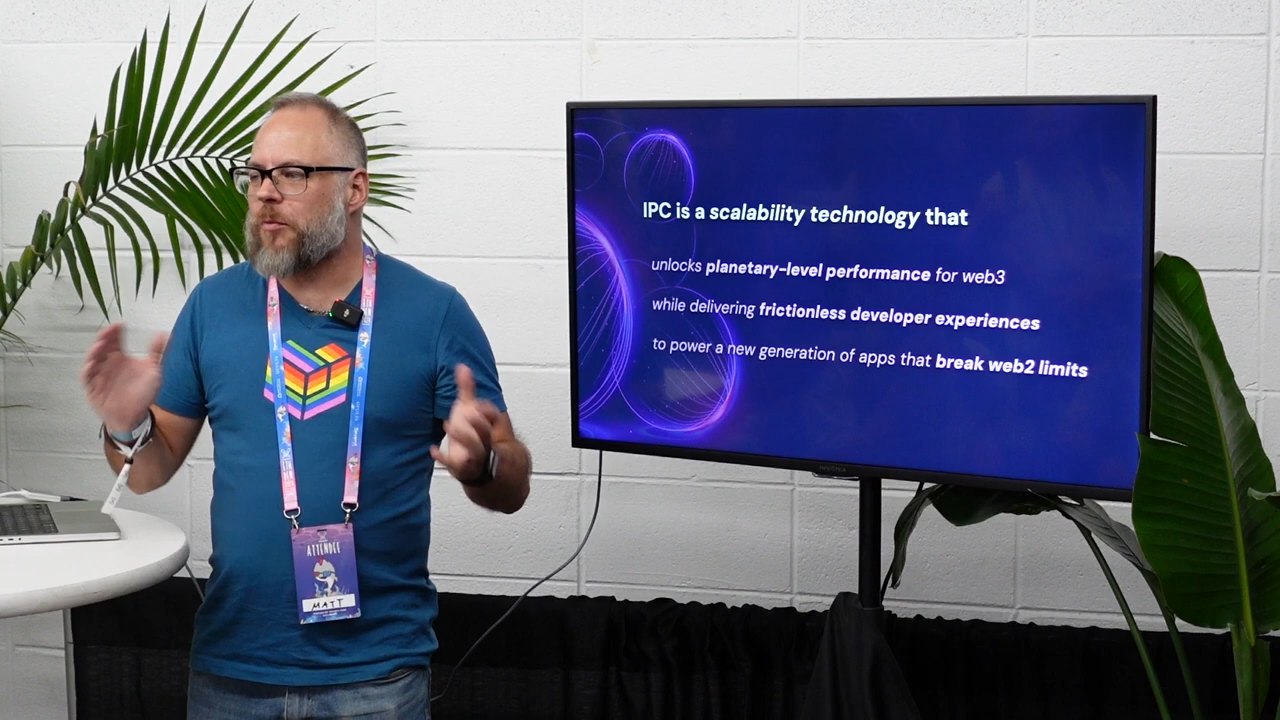 IPC is a scalability technology that
unlocks planetary-level performance for web3
while delivering frictionless developer experiences
to power a new generation of apps that break web2 limits
ATTENDEE
MATT